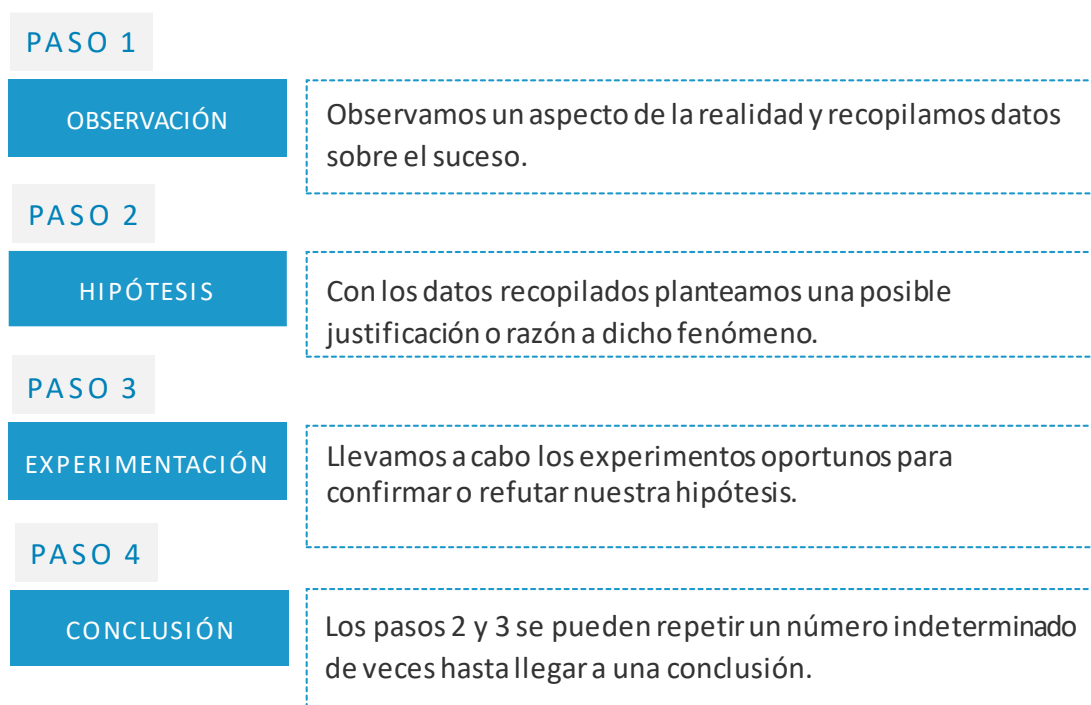 PASO 1
OBSERVACIÓN
Observamos un aspecto de la realidad y recopilamos datos
sobre el suceso.
PASO 2
HIPÓTESIS
Con los datos recopilados planteamos una posible
justificación o razón a dicho fenómeno.
PASO 3
EXPERIMENTACIÓN
Llevamos a cabo los experimentos oportunos para
confirmar o refutar nuestra hipótesis.
PASO 4
CONCLUSIÓN
Los pasos 2 y 3 se pueden repetir un número indeterminado
de veces hasta llegar a una conclusión.